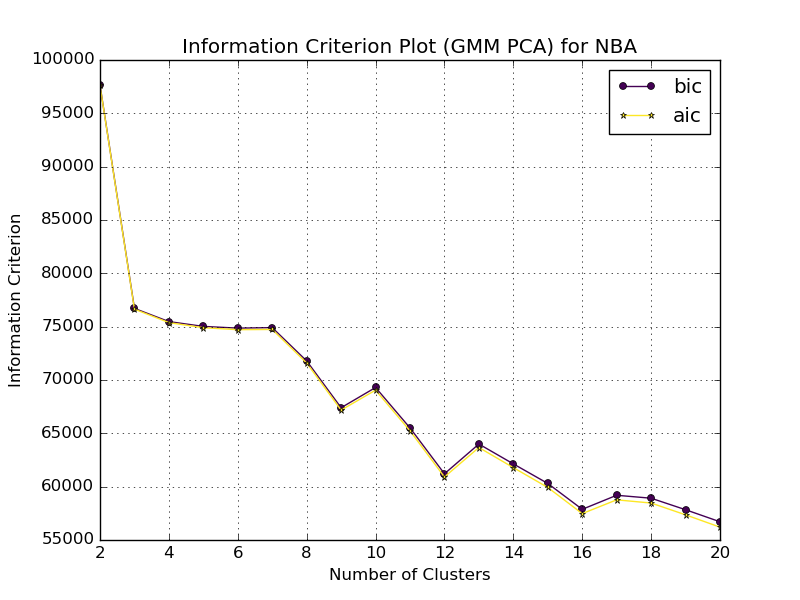 Information Criterion Plot (GMM PCA) for NBA
100000
95000
90000
85000
80000
75000
70000
65000
60000
55000
Information Criterion
bic
aic
2 4 6 8 10 12 14 16 18 20
Number of Clusters